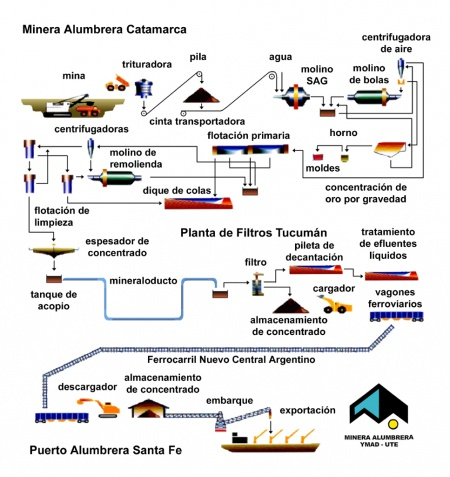 Minera Alumbrera Catamarca
centrifugadora
de aire
pila
agua
trituradora
molino
SAG
molino
de bolas
mina
cinta transportadora
centrifugadoras
flotación primaria
horno
molino de
remolienda
moldes
dique de colas
concentración de
oro por gravedad
flotación de
limpieza
Planta de Filtros Tucumán
tratamiento
de efluentes
líquidos
espesador de
concentrado
pileta de
decantación
filtro
mineraloducto
cargador
vagones
ferroviarios
tanque de
acopio
almacenamiento
de concentrado
Ferrocarril Nuevo Central Argentino
descargador
almacenamiento
de concentrado
embarque
exportación
MINERA ALUMBRERA
YMAD - UTE
Puerto Alumbrera Santa Fe